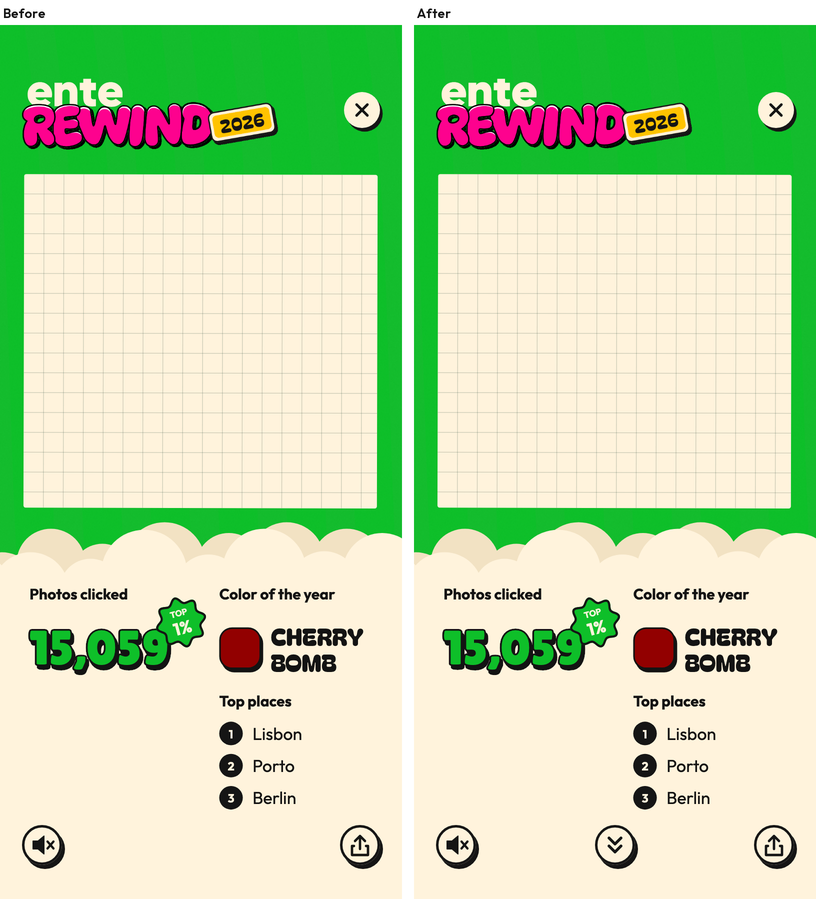 Before
ente
REWIND 2026
Photos clicked
15,059
TOP
1%
Color of the year
CHERRY
BOMB
Top places
1 Lisbon
2 Porto
3 Berlin
After
ente
REWIND 2026
Photos clicked
15,059
TOP
1%
Color of the year
CHERRY
BOMB
Top places
1 Lisbon
2 Porto
3 Berlin